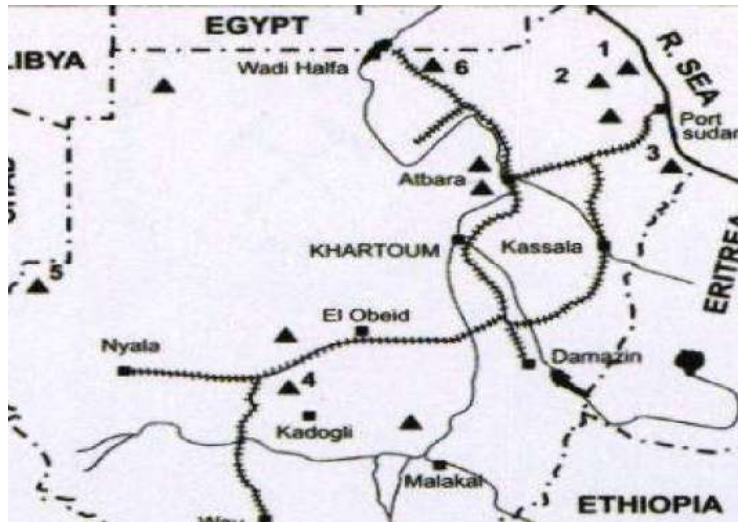 EGYPT
LIBYA
Wadi Halfa
6
1
2
R. SEA
Port
sudan
3
Atbara
KHARTOUM
Kassala
ERITREA
5
El Obeid
Nyala
Damazin
4
Kadogli
Malakal
ETHIOPIA